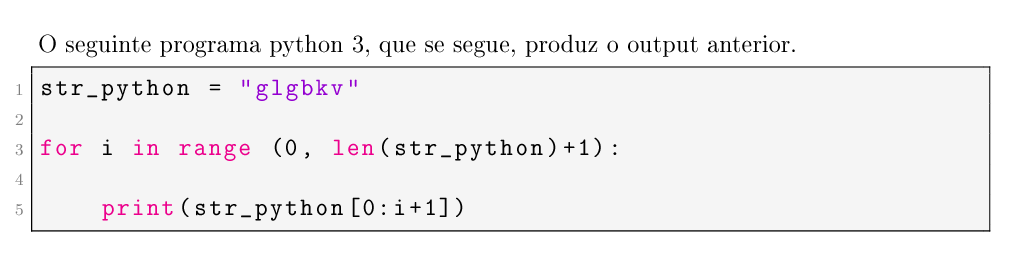 O seguinte programa python 3, que se segue, produz o output anterior.
1 str_python = "glgbkv"
2
3 for i in range (0, len(str_python)+1):
4
5 print(str_python[0:i+1])